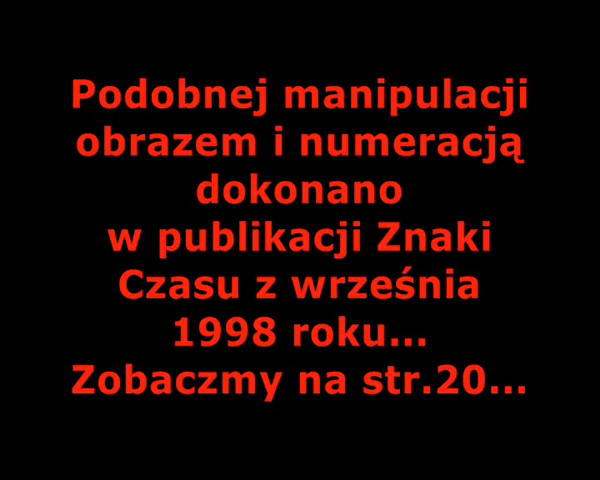 Podobnej manipulacji
obrazem i numeracją
dokonano
w publikacji Znaki
Czasu z września
1998 roku...
Zobaczmy na str.20...